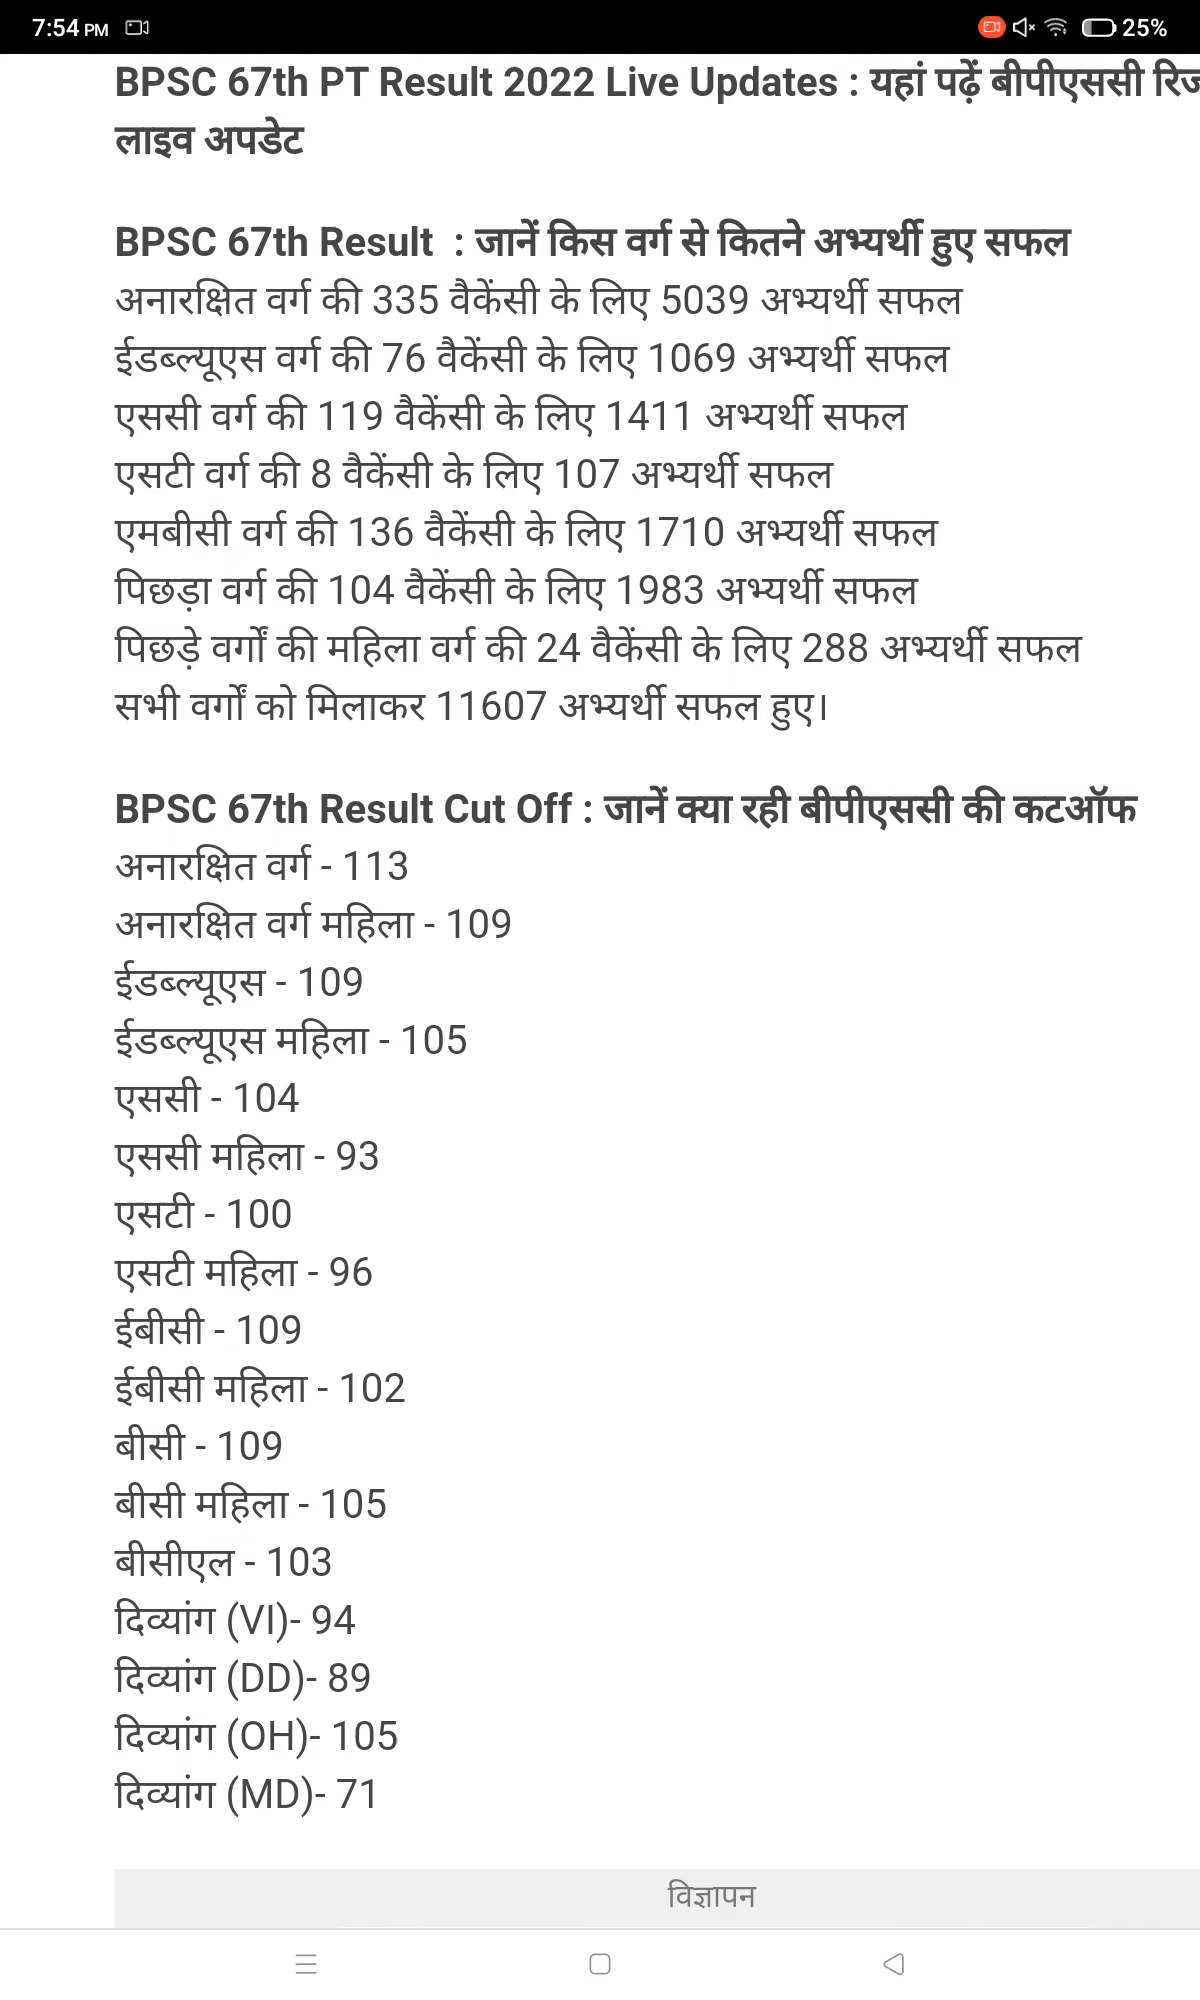 7:54 PM
25%
BPSC 67th PT Result 2022 Live Updates : यहां पढ़ें बीपीएससी
लाइव अपडेट
BPSC 67th Result : जानें किस वर्ग से कितने अभ्यर्थी हुए सफल
अनारक्षित वर्ग की 335 वैकेंसी के लिए 5039 अभ्यर्थी सफल
ईडब्ल्यूएस वर्ग की 76 वैकेंसी के लिए 1069 अभ्यर्थी सफल
एससी वर्ग की 119 वैकेंसी के लिए 1411 अभ्यर्थी सफल
एसटी वर्ग की 8 वैकेंसी के लिए 107 अभ्यर्थी सफल
एमबीसी वर्ग की 136 वैकेंसी के लिए 1710 अभ्यर्थी सफल
पिछड़ा वर्ग की 104 वैकेंसी के लिए 1983 अभ्यर्थी सफल
पिछड़े वर्गों की महिला वर्ग की 24 वैकेंसी के लिए 288 अभ्यर्थी सफल
सभी वर्गों को मिलाकर 11607 अभ्यर्थी सफल हुए।
BPSC 67th Result Cut Off : जानें क्या रही बीपीएससी की कटऑफ
अनारक्षित वर्ग - 113
अनारक्षित वर्ग महिला - 109
ईडब्ल्यूएस - 109
ईडब्ल्यूएस महिला - 105
एससी - 104
एससी महिला - 93
एसटी - 100
एसटी महिला - 96
ईबीसी - 109
ईबीसी महिला - 102
बीसी - 109
बीसी महिला - 105
बीसीएल - 103
दिव्यांग (VI)- 94
दिव्यांग (DD)- 89
दिव्यांग (OH)- 105
दिव्यांग (MD)- 71
विज्ञापन